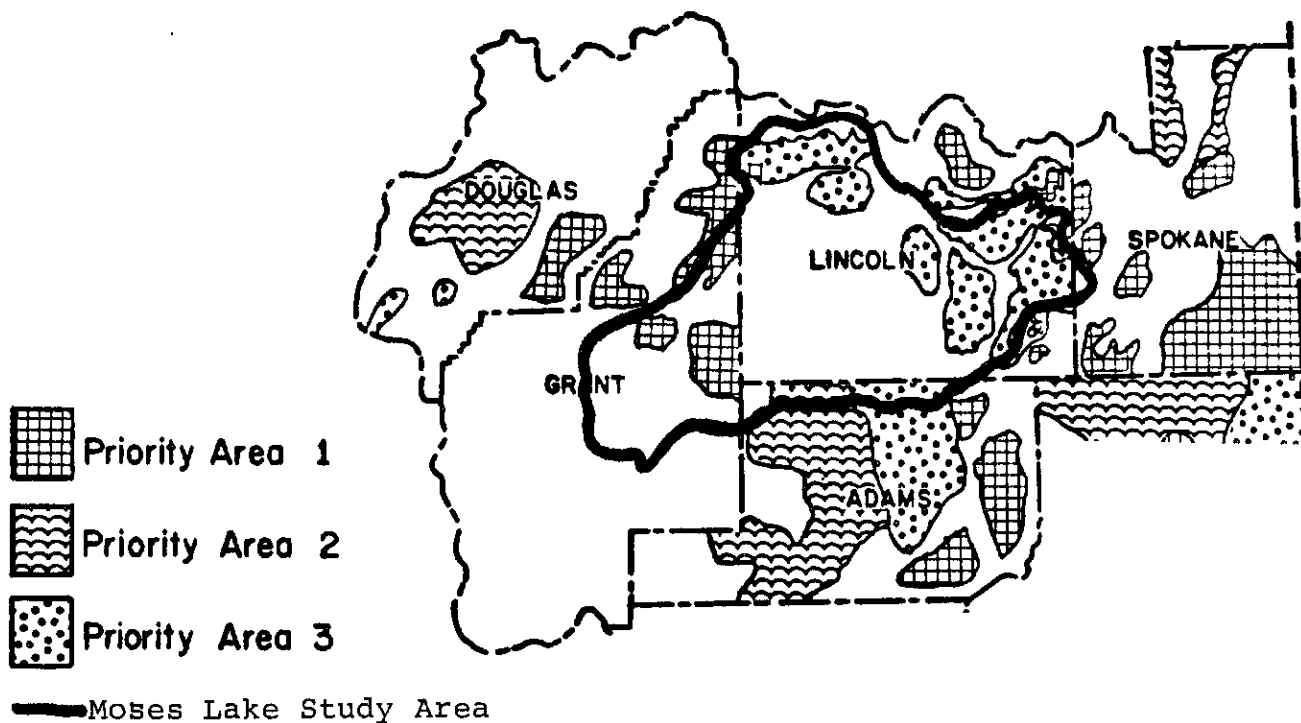 DOUGLAS
LINCOLN
SPOKANE
GRANT
ADAMS
Priority Area 1
Priority Area 2
Priority Area 3
Moses Lake Study Area